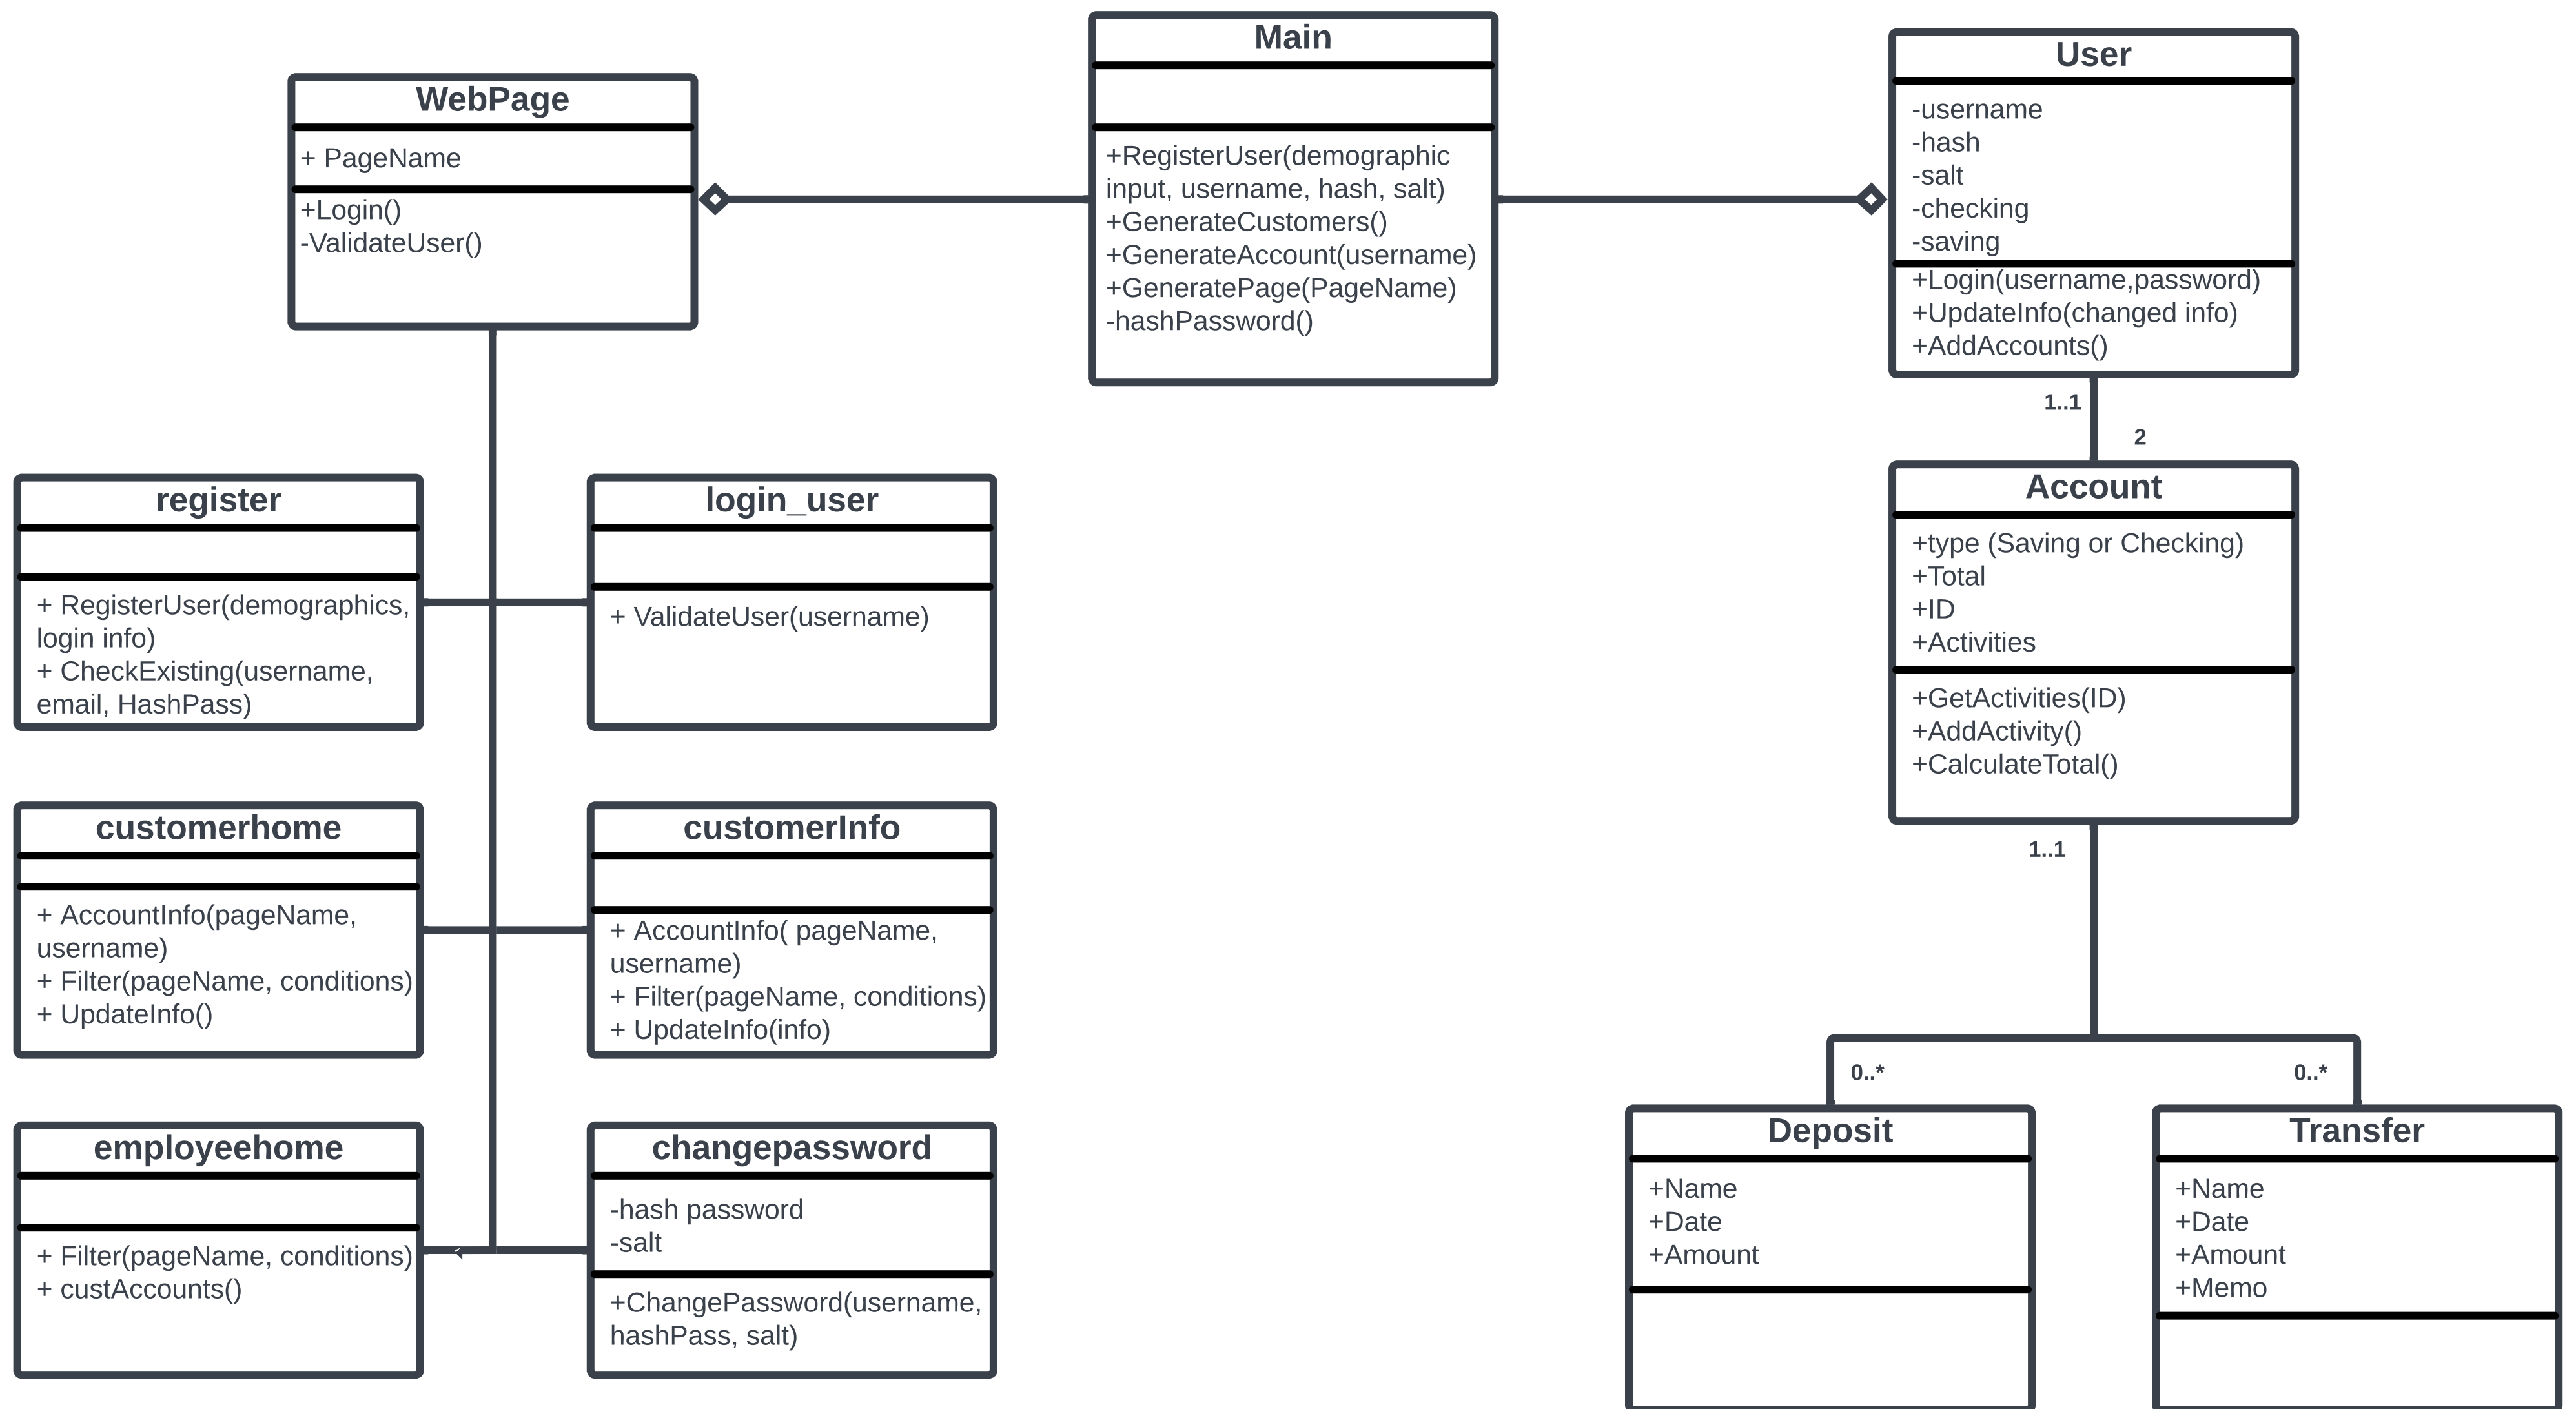 WebPage
+ PageName
+Login()
-ValidateUser()
Main
+RegisterUser(demographic
input, username, hash, salt)
+GenerateCustomers()
+GenerateAccount(username)
+GeneratePage(PageName)
-hashPassword()
User
-username
-hash
-salt
-checking
-saving
+Login(username,password)
+UpdateInfo(changed info)
+AddAccounts()
1..1
2
Account
+type (Saving or Checking)
+Total
+ID
+Activities
+GetActivities(ID)
+AddActivity()
+CalculateTotal()
1..1
0..*
0..*
Deposit
+Name
+Date
+Amount
Transfer
+Name
+Date
+Amount
+Memo
register
+ RegisterUser(demographics,
login info)
+ CheckExisting(username,
email, HashPass)
login_user
+ ValidateUser(username)
customerhome
+ AccountInfo(pageName,
username)
+ Filter(pageName, conditions)
+ UpdateInfo()
customerInfo
+ AccountInfo( pageName,
username)
+ Filter(pageName, conditions)
+ UpdateInfo(info)
employeehome
+ Filter(pageName, conditions)
+ custAccounts()
changepassword
-hash password
-salt
+ChangePassword(username,
hashPass, salt)